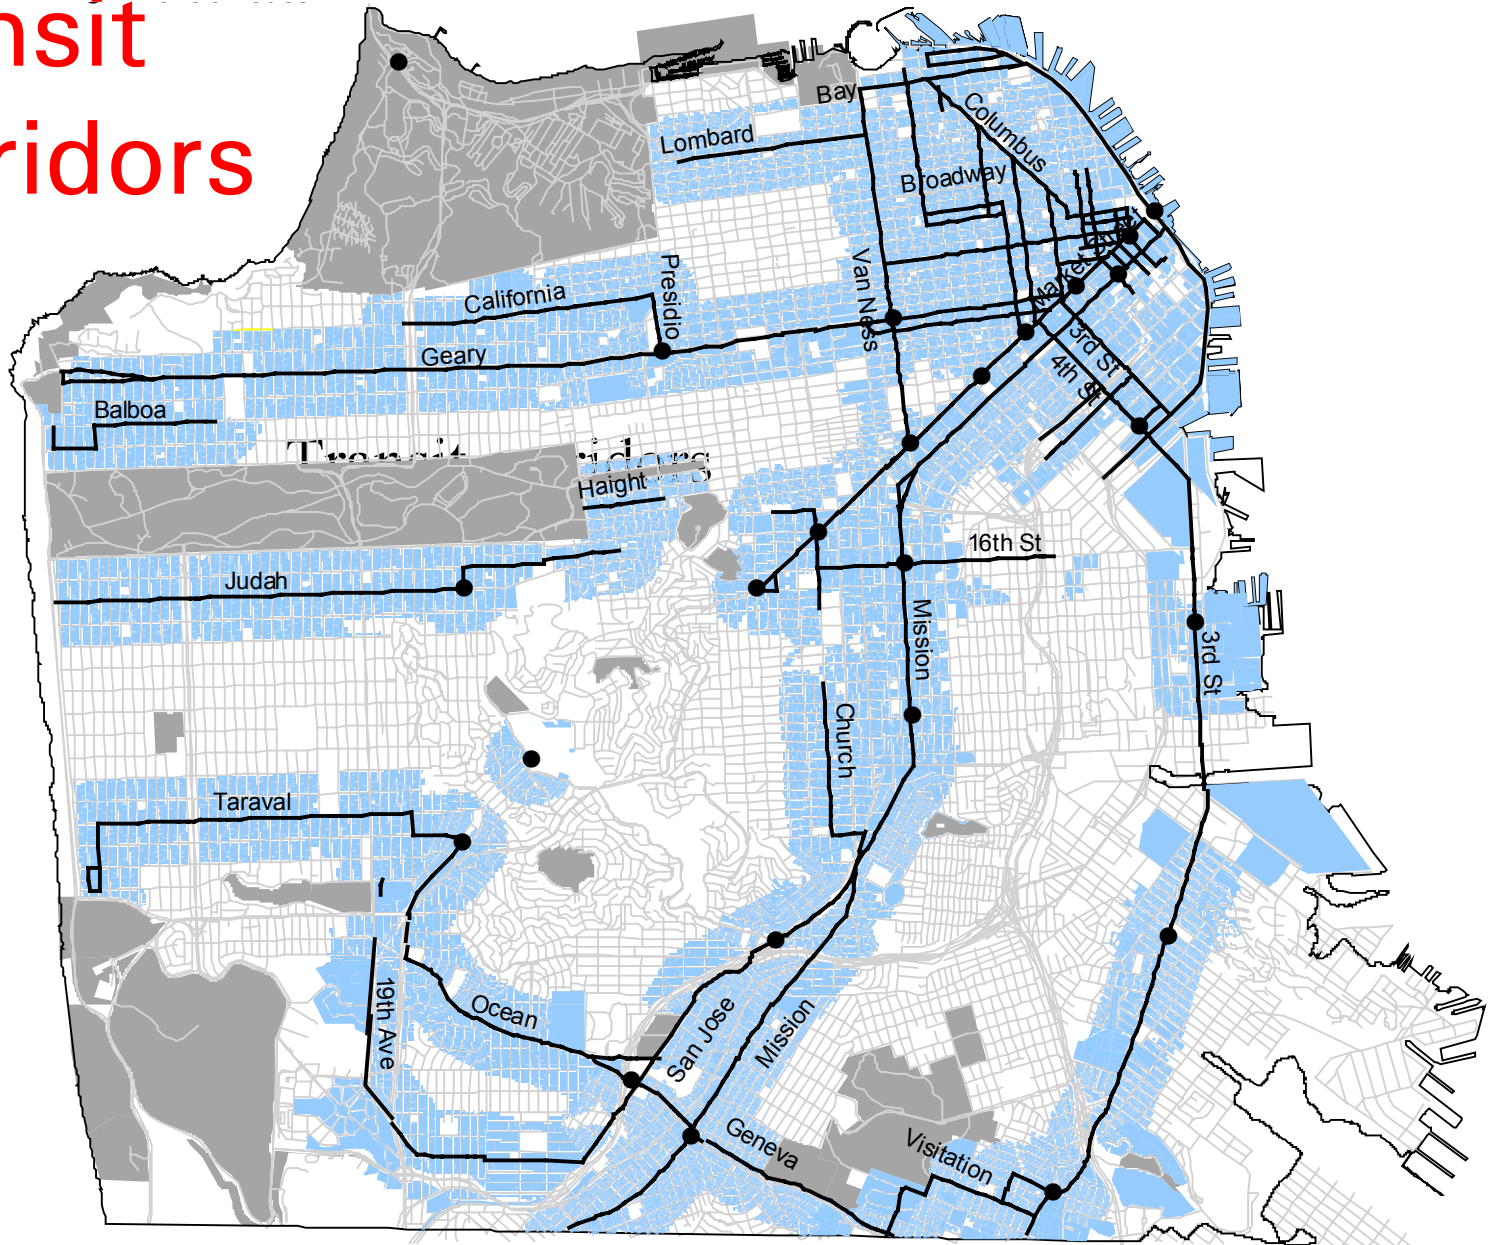 nsit
ridors
Bay
Columbus
Lombard
Broadway
Presidio
Van Ness
California
Market
3rd St
Geary
4th St
Balboa
Haight
16th St
Judah
Mission
3rd St
Church
Taraval
19th Ave
Ocean
San Jose
Mission
Geneva
Visitation